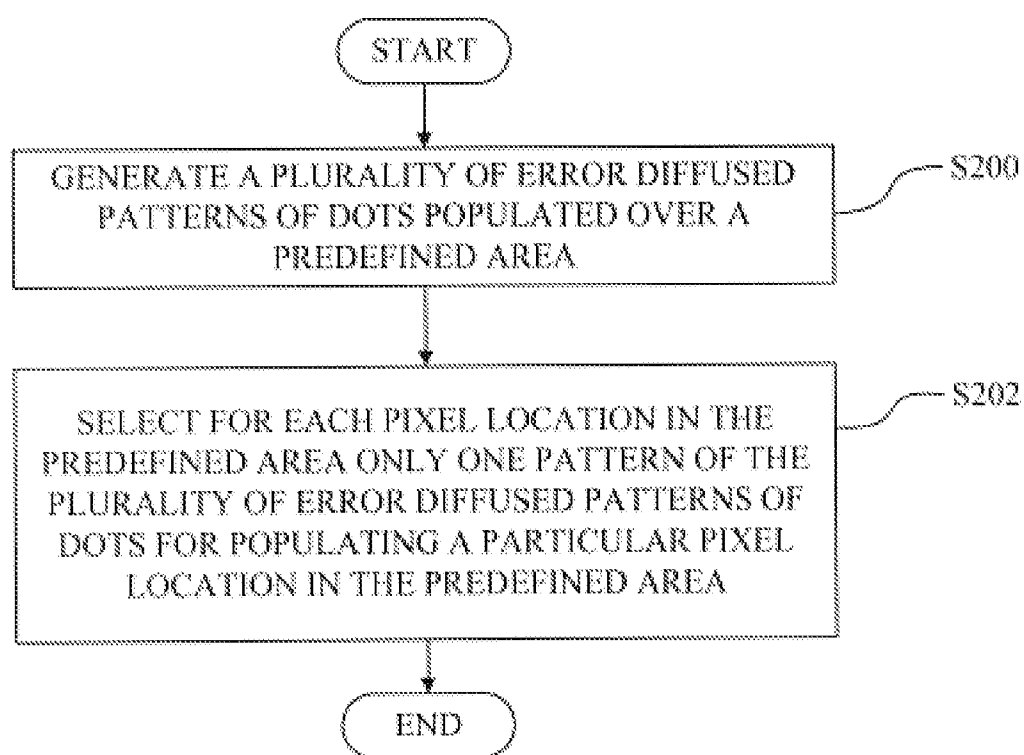 START
GENERATE A PLURALITY OF ERROR DIFFUSED
PATTERNS OF DOTS POPULATED OVER A
PREDEFINED AREA
S200
SELECT FOR EACH PIXEL LOCATION IN THE
PREDEFINED AREA ONLY ONE PATTERN OF THE
PLURALITY OF ERROR DIFFUSED PATTERNS OF
DOTS FOR POPULATING A PARTICULAR PIXEL
LOCATION IN THE PREDEFINED AREA
S202
END